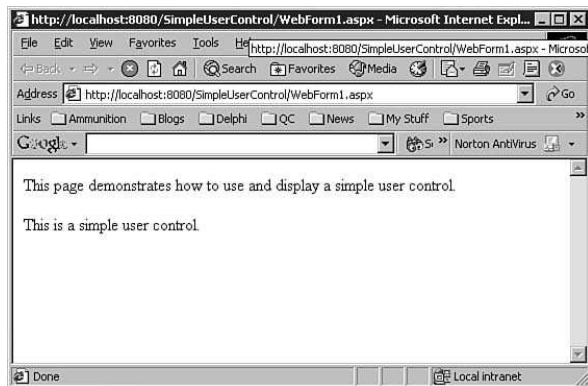 http://localhost:8080/SimpleUserControl/WebForm1.aspx - Microsoft Internet Expl...
File Edit View Favorites Tools Hel
http://localhost:8080/SimpleUserControl/WebForm1.aspx - Microsof
Back Search Favorites Media
Address http://localhost:8080/SimpleUserControl/WebForm1.aspx Go
Links Ammunition Blogs Delphi QC News My Stuff Sports »
Google Norton AntiVirus
This page demonstrates how to use and display a simple user control.
This is a simple user control.
Done Local intranet